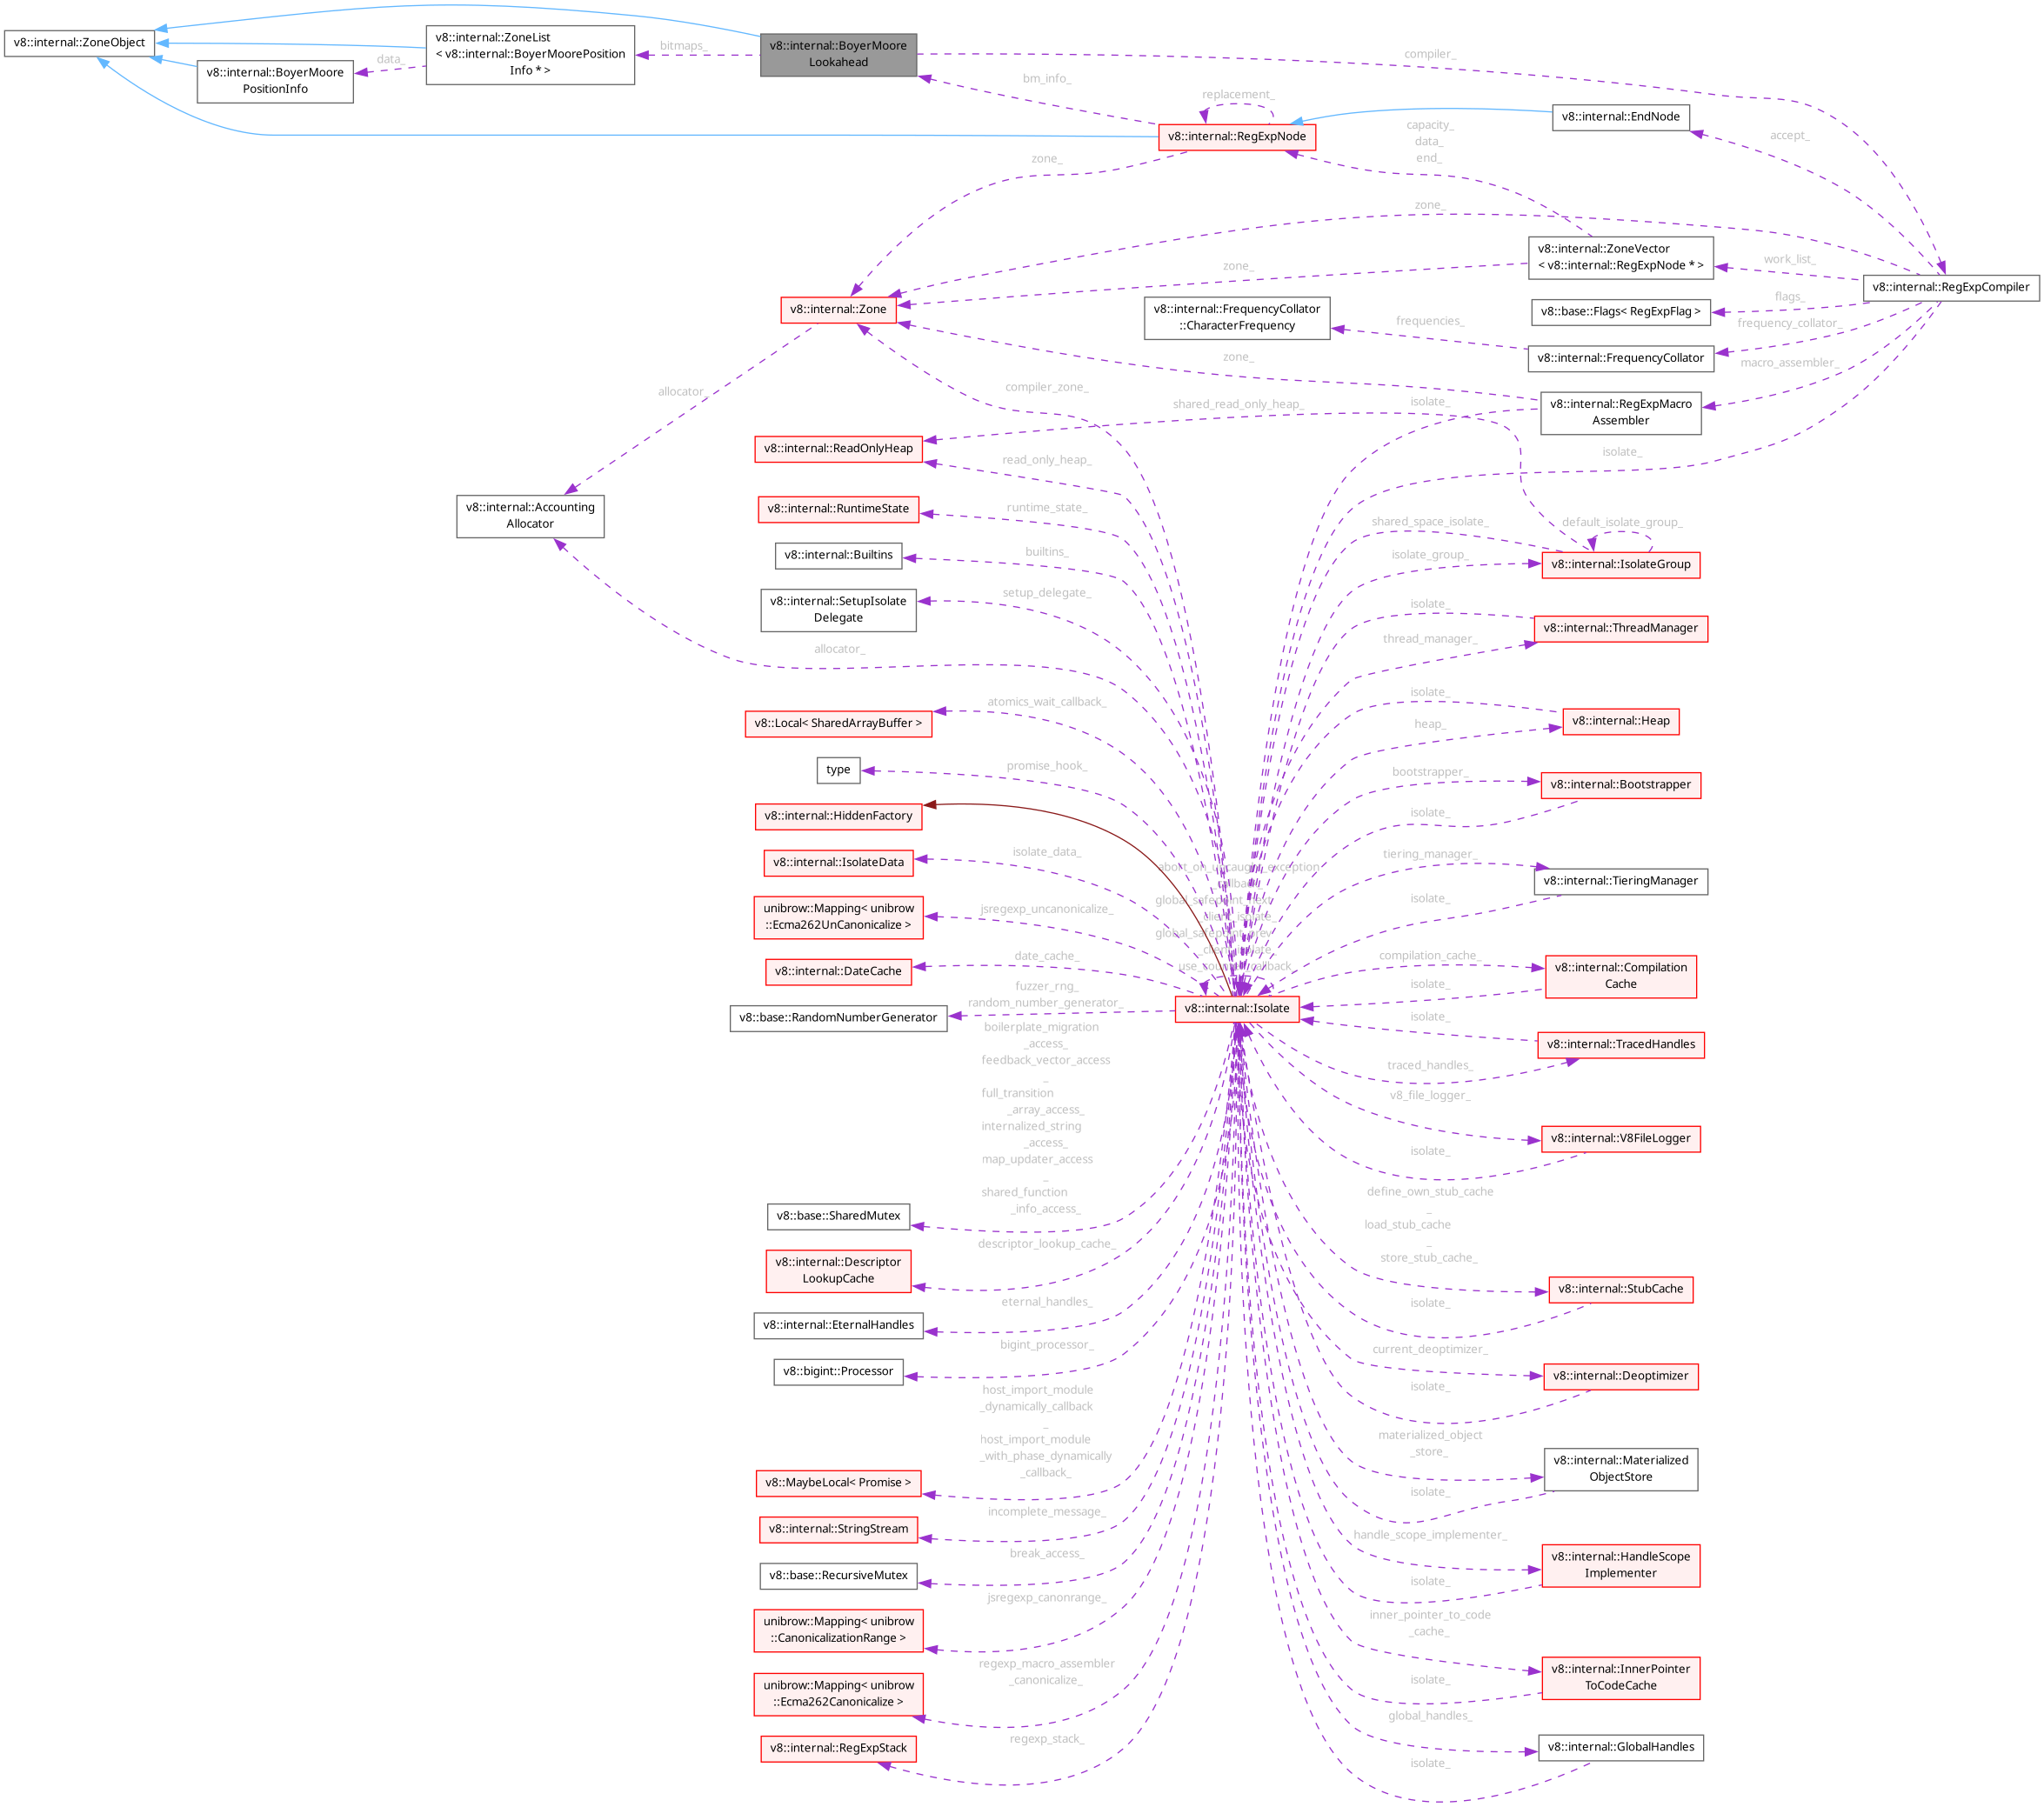 v8::internal::ZoneObject
v8::internal::ZoneList
< v8::internal::BoyerMoorePosition
Info * >
v8::internal::BoyerMoore
PositionInfo
data_
bitmaps_
v8::internal::BoyerMoore
Lookahead
compiler_
bm_info_
replacement_
v8::internal::RegExpNode
v8::internal::EndNode
capacity_
data_
end_
accept_
zone_
zone_
v8::internal::ZoneVector
< v8::internal::RegExpNode * >
work_list_
zone_
v8::internal::RegExpCompiler
v8::internal::Zone
v8::internal::FrequencyCollator
::CharacterFrequency
v8::base::Flags< RegExpFlag >
flags_
frequencies_
frequency_collator_
v8::internal::FrequencyCollator
zone_
macro_assembler_
allocator_
compiler_zone_
shared_read_only_heap_
isolate_
v8::internal::RegExpMacro
Assembler
v8::internal::ReadOnlyHeap
read_only_heap_
isolate_
v8::internal::Accounting
Allocator
v8::internal::RuntimeState
runtime_state_
shared_space_isolate_
default_isolate_group_
v8::internal::Builtins
builtins_
isolate_group_
v8::internal::IsolateGroup
v8::internal::SetupIsolate
Delegate
setup_delegate_
isolate_
v8::internal::ThreadManager
allocator_
thread_manager_
v8::Local< SharedArrayBuffer >
atomics_wait_callback_
isolate_
v8::internal::Heap
heap_
type
promise_hook_
bootstrapper_
v8::internal::Bootstrapper
v8::internal::HiddenFactory
isolate_
v8::internal::IsolateData
isolate_data_
tiering_manager_
v8::internal::TieringManager
abort_on_uncaught_exception
_callback_
global_safepoint_next
_client_isolate_
global_safepoint_prev
_client_isolate_
use_counter_callback_
unibrow::Mapping< unibrow
::Ecma262UnCanonicalize >
jsregexp_uncanonicalize_
isolate_
v8::internal::DateCache
date_cache_
compilation_cache_
v8::internal::Compilation
Cache
isolate_
v8::base::RandomNumberGenerator
fuzzer_rng_
random_number_generator_
v8::internal::Isolate
isolate_
v8::internal::TracedHandles
traced_handles_
boilerplate_migration
_access_
feedback_vector_access
_
full_transition
_array_access_
internalized_string
_access_
map_updater_access
_
shared_function
_info_access_
v8_file_logger_
v8::internal::V8FileLogger
isolate_
v8::base::SharedMutex
define_own_stub_cache
_
load_stub_cache
_
store_stub_cache_
v8::internal::Descriptor
LookupCache
descriptor_lookup_cache_
v8::internal::StubCache
isolate_
v8::internal::EternalHandles
eternal_handles_
v8::bigint::Processor
bigint_processor_
current_deoptimizer_
v8::internal::Deoptimizer
isolate_
host_import_module
_dynamically_callback
_
host_import_module
_with_phase_dynamically
_callback_
v8::MaybeLocal< Promise >
materialized_object
_store_
v8::internal::Materialized
ObjectStore
isolate_
v8::internal::StringStream
incomplete_message_
v8::base::RecursiveMutex
break_access_
handle_scope_implementer_
v8::internal::HandleScope
Implementer
isolate_
unibrow::Mapping< unibrow
::CanonicalizationRange >
jsregexp_canonrange_
inner_pointer_to_code
_cache_
unibrow::Mapping< unibrow
::Ecma262Canonicalize >
regexp_macro_assembler
_canonicalize_
v8::internal::InnerPointer
ToCodeCache
isolate_
v8::internal::RegExpStack
regexp_stack_
global_handles_
v8::internal::GlobalHandles
isolate_